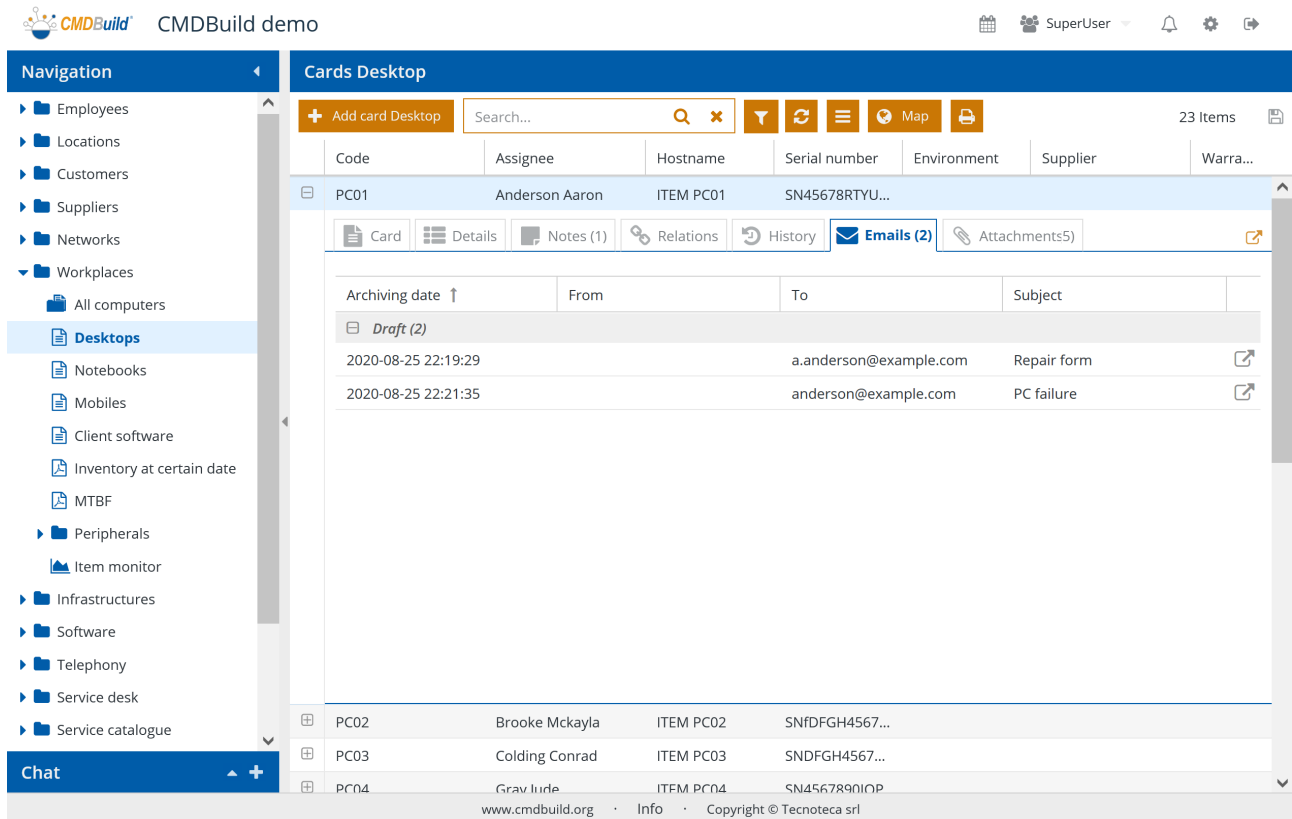 CMDBuild CMDBuild demo SuperUser
Navigation
Employees
Locations
Customers
Suppliers
Networks
Workplaces
All computers
Desktops
Notebooks
Mobiles
Client software
Inventory at certain date
MTBF
Peripherals
Item monitor
Infrastructures
Software
Telephony
Service desk
Service catalogue
Chat
Cards Desktop
Add card Desktop Search... Map 23 Items
Code Assignee Hostname Serial number Environment Supplier Warra...
PC01 Anderson Aaron ITEM PC01 SN45678RTYU...
Card Details Notes (1) Relations History Emails (2) Attachments5)
Archiving date From To Subject
Draft (2)
2020-08-25 22:19:29 a.anderson@example.com Repair form
2020-08-25 22:21:35 anderson@example.com PC failure
PC02 Brooke Mckayla ITEM PC02 SNfDFGH4567...
PC03 Colding Conrad ITEM PC03 SNDFGH4567...
PC04 Gray Jude ITEM PC04 SN4567890IOP
www.cmdbuild.org · Info · Copyright © Tecnoteca srl